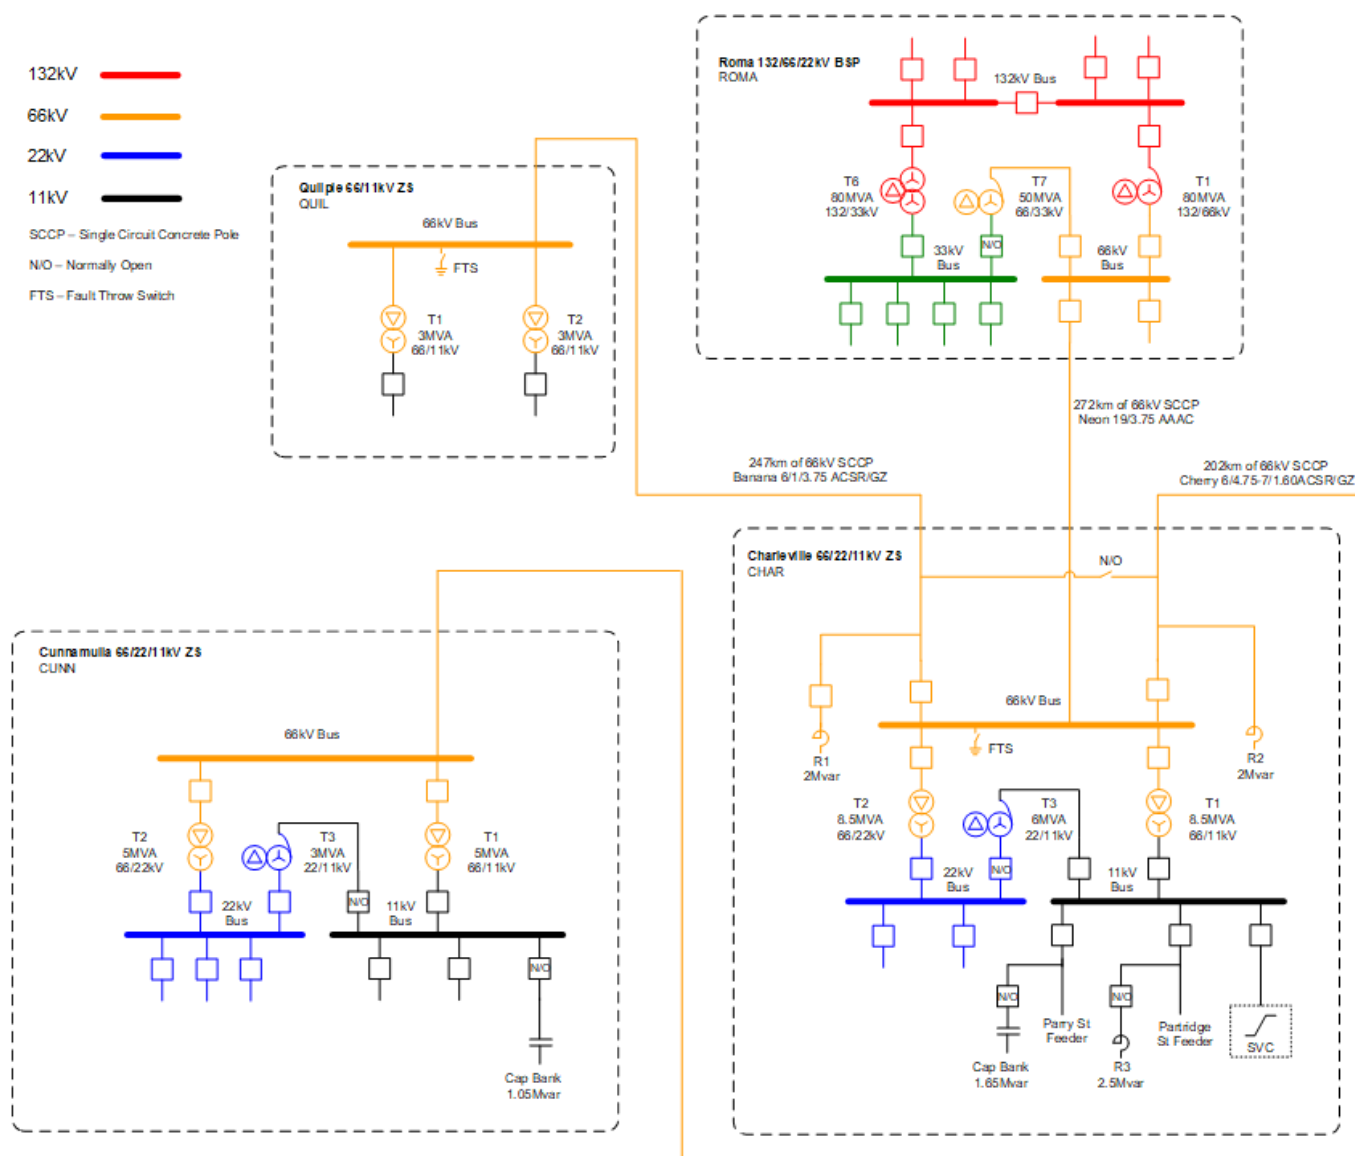 132kV
66kV
22kV
11kV
SCCP – Single Circuit Concrete Pole
N/O – Normally Open
FTS – Fault Throw Switch
Quilpie 66/11kV ZS
QUIL
66kV Bus
FTS
T1
3MVA
66/11kV
T2
3MVA
66/11kV
Roma 132/66/22kV BSP
ROMA
132kV Bus
T6
80MVA
132/33kV
T7
50MVA
66/33kV
T1
80MVA
132/66kV
N/O
33kV
Bus
66kV
Bus
272km of 66kV SCCP
Neon 19/3.75 AAAC
247km of 66kV SCCP
Banana 6/1/3.75 ACSR/GZ
202km of 66kV SCCP
Cherry 6/4.75-7/1.60ACSR/GZ
Charleville 66/22/11kV ZS
CHAR
N/O
66kV Bus
FTS
R1
2Mvar
R2
2Mvar
T2
8.5MVA
66/22kV
T3
6MVA
22/11kV
T1
8.5MVA
66/11kV
22kV
Bus
N/O
11kV
Bus
N/O
N/O
Parry St
Feeder
Partridge
St Feeder
SVC
Cap Bank
1.65Mvar
R3
2.5Mvar
Cunnamulla 66/22/11kV ZS
CUNN
66kV Bus
T2
5MVA
66/22kV
T3
3MVA
22/11kV
T1
5MVA
66/11kV
22kV
Bus
N/O
11kV
Bus
N/O
Cap Bank
1.05Mvar